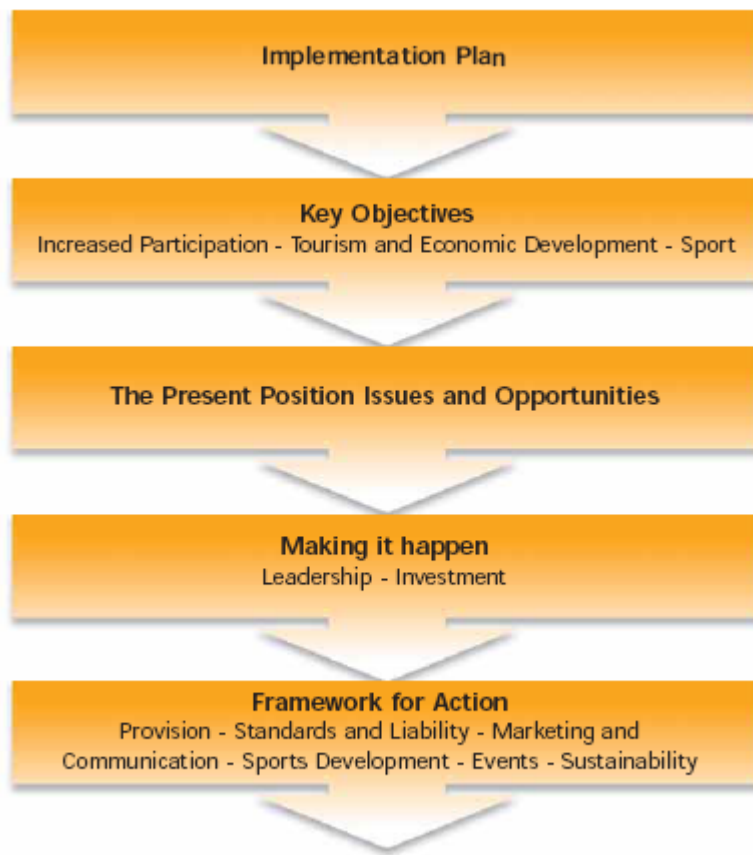 Implementation Plan
Key Objectives
Increased Participation - Tourism and Economic Development - Sport
The Present Position Issues and Opportunities
Making it happen
Leadership - Investment
Framework for Action
Provision - Standards and Liability - Marketing and
Communication - Sports Development - Events - Sustainability